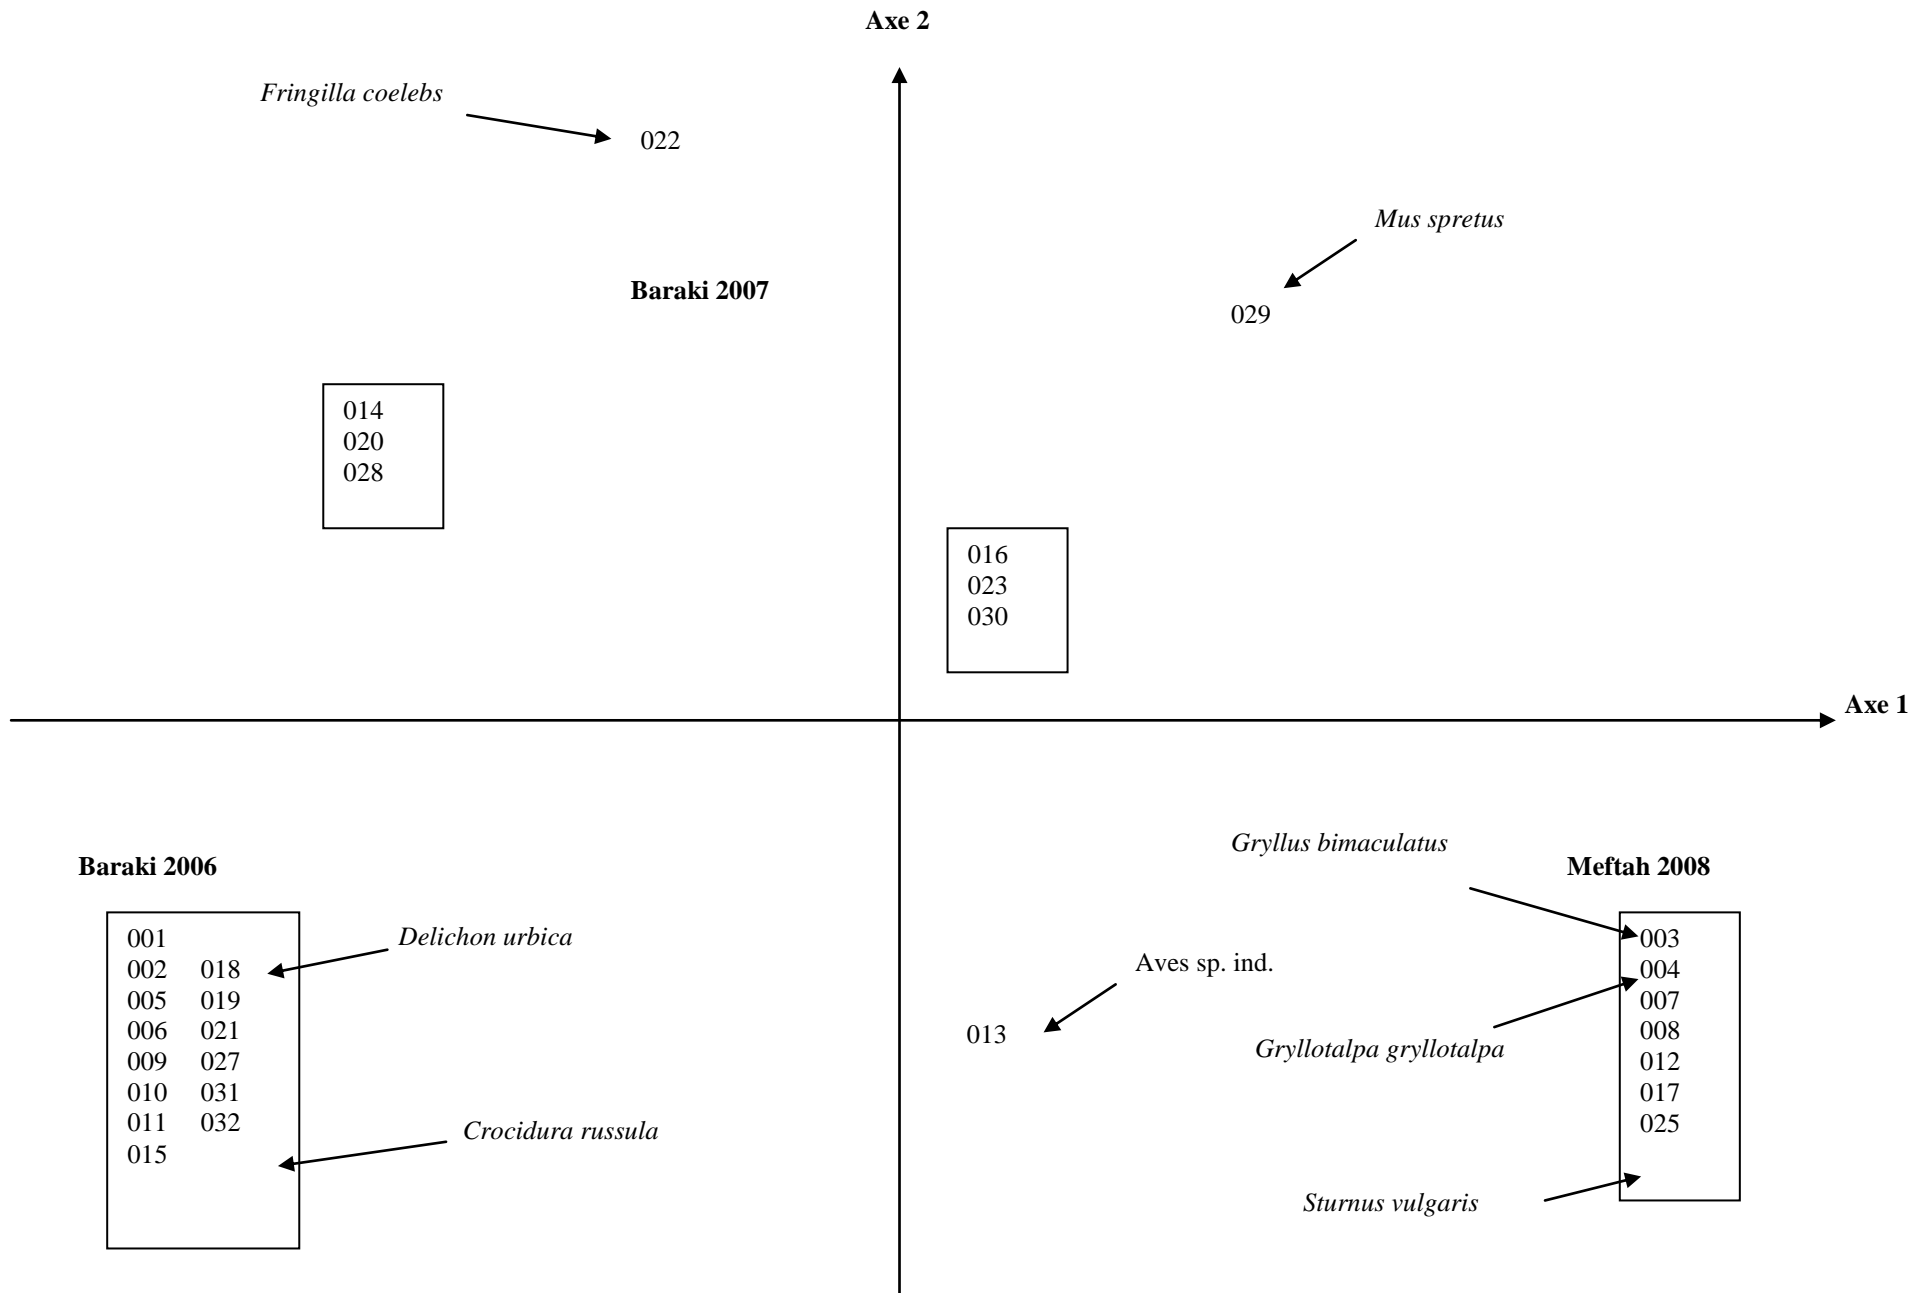 Axe 2
Fringilla coelebs
022
Mus spretus
Baraki 2007
029
014
020
028
016
023
030
Axe 1
Gryllus bimaculatus
Baraki 2006
Meftah 2008
001
002 018
005 019
006 021
009 027
010 031
011 032
015
Delichon urbica
Crocidura russula
Aves sp. ind.
013
003
004
007
008
012
017
025
Gryllotalpa gryllotalpa
Sturnus vulgaris